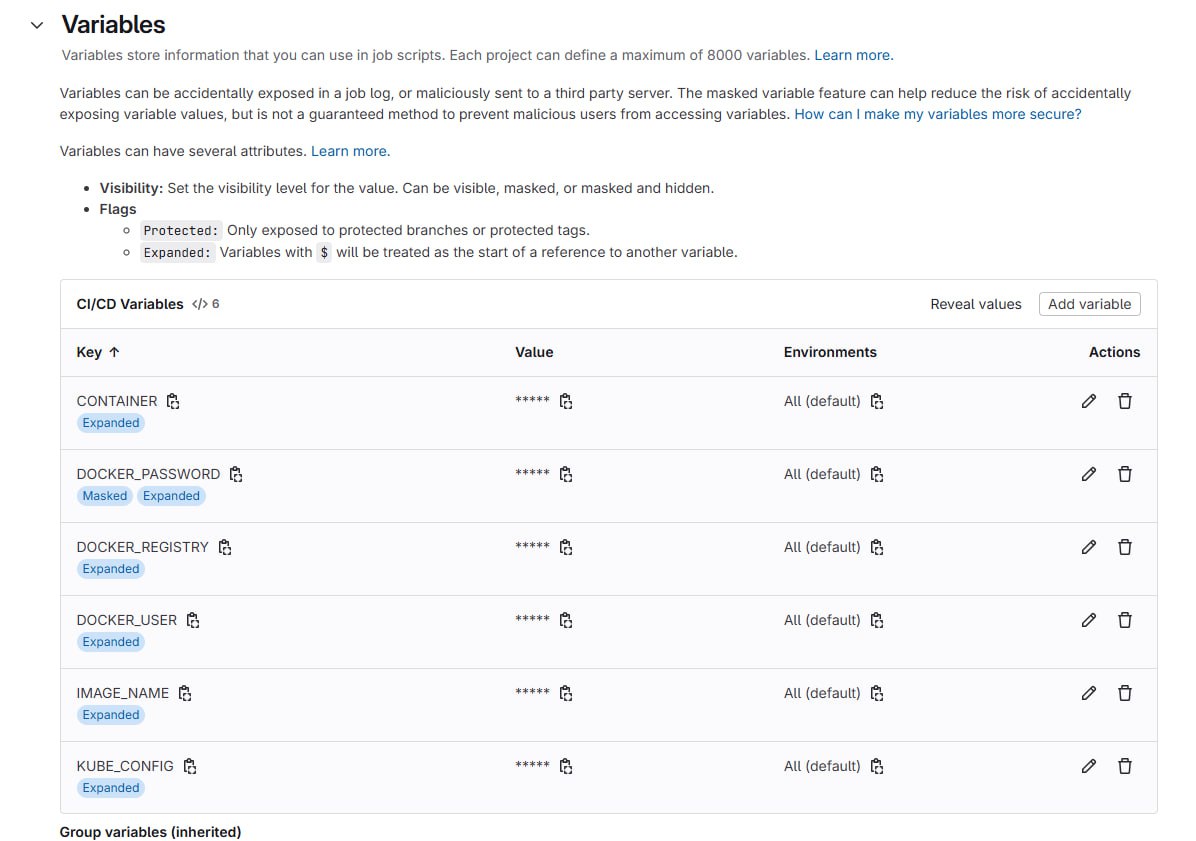 Variables
Variables store information that you can use in job scripts. Each project can define a maximum of 8000 variables. Learn more.
Variables can be accidentally exposed in a job log, or maliciously sent to a third party server. The masked variable feature can help reduce the risk of accidentally
exposing variable values, but is not a guaranteed method to prevent malicious users from accessing variables. How can I make my variables more secure?
Variables can have several attributes. Learn more.
Visibility: Set the visibility level for the value. Can be visible, masked, or masked and hidden.
Flags
Protected: Only exposed to protected branches or protected tags.
Expanded: Variables with $ will be treated as the start of a reference to another variable.
CI/CD Variables </> 6 Reveal values Add variable
Key ↑ Value Environments Actions
CONTAINER ***** All (default)
Expanded
DOCKER_PASSWORD ***** All (default)
Masked Expanded
DOCKER_REGISTRY ***** All (default)
Expanded
DOCKER_USER ***** All (default)
Expanded
IMAGE_NAME ***** All (default)
Expanded
KUBE_CONFIG ***** All (default)
Expanded
Group variables (inherited)